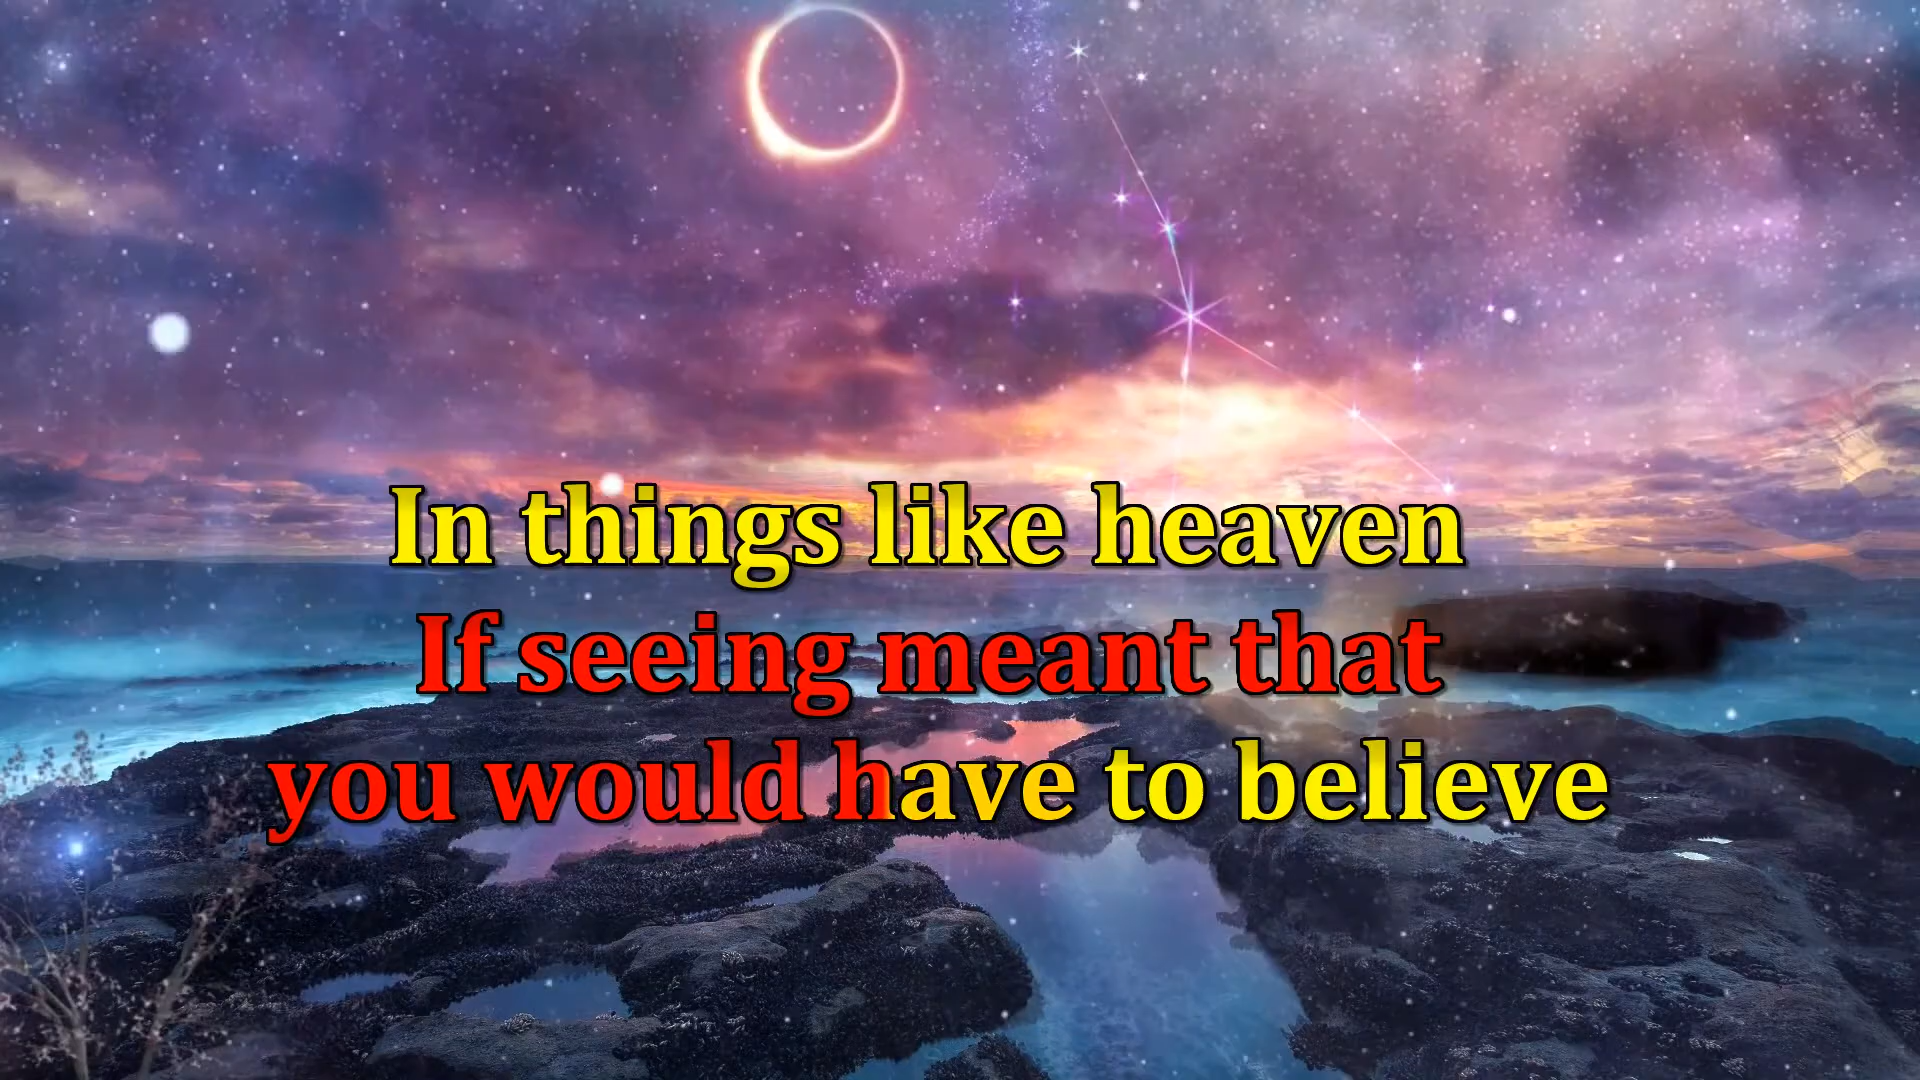 In things like heaven
If seeing meant that
you would have to believe